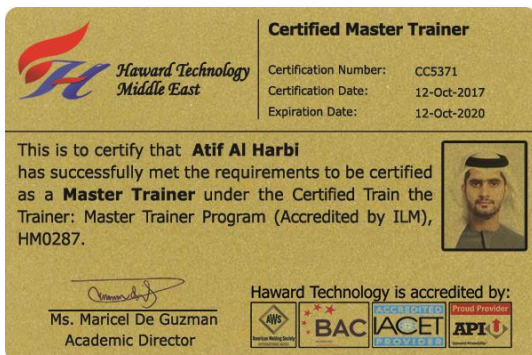 Haward Technology
Middle East
Certified Master Trainer
Certification Number: CC5371
Certification Date: 12-Oct-2017
Expiration Date: 12-Oct-2020
This is to certify that Atif Al Harbi
has successfully met the requirements to be certified
as a Master Trainer under the Certified Train the
Trainer: Master Trainer Program (Accredited by ILM),
HM0287.
Ms. Maricel De Guzman
Academic Director
Haward Technology is accredited by:
AWS
American Welding Society
BAC
ACCREDITED
IACET
PROVIDER
Proud Provider
API